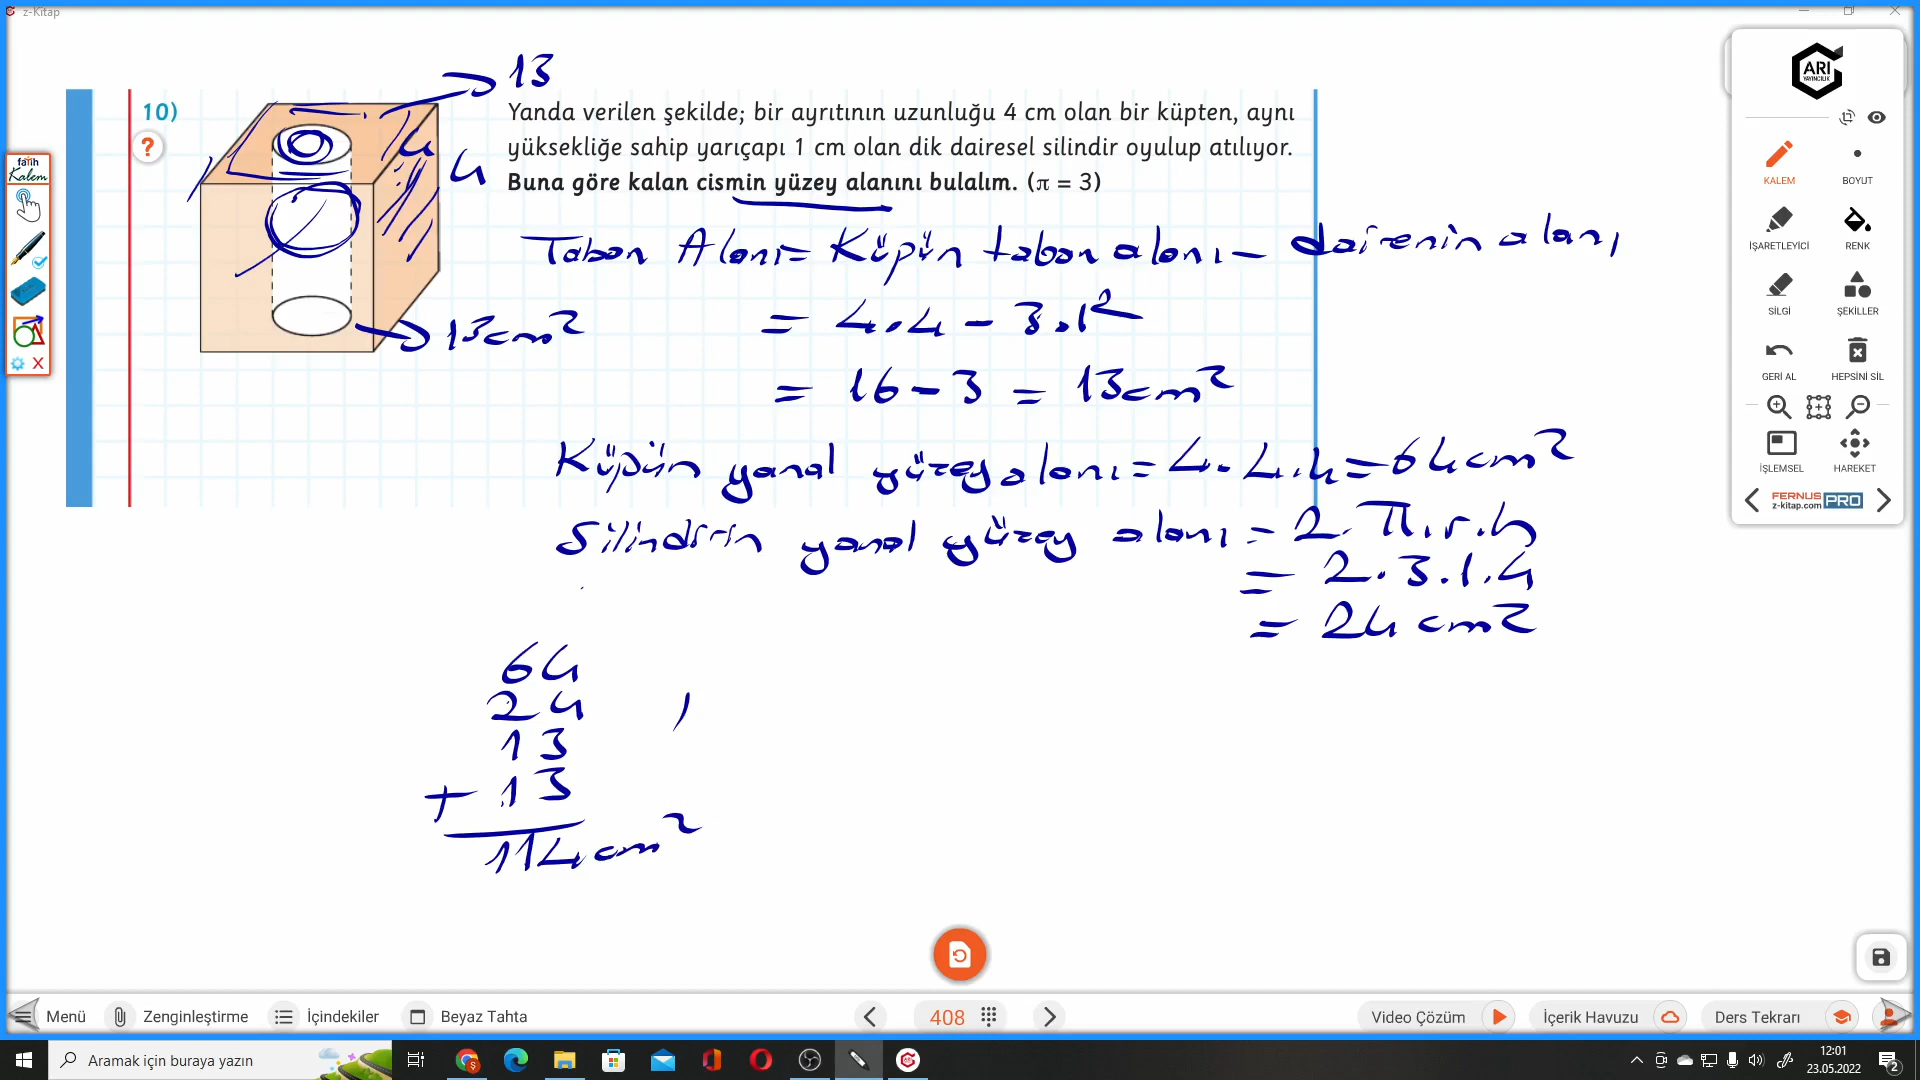 z-Kitap
13
10)
Yanda verilen şekilde; bir ayrıtının uzunluğu 4 cm olan bir küpten, aynı
yüksekliğe sahip yarıçapı 1 cm olan dik dairesel silindir oyulup atılıyor.
Buna göre kalan cismin yüzey alanını bulalım. (π = 3)
?
4
4
13cm²
fatih
Kalem
X
Taban Alanı = Küpün taban alanı - dairenin alanı
= 4.4 - 3.1²
= 16 - 3 = 13cm²
Küpün yanal yüzey alanı = 4.4.4 = 64cm²
Silindirin yanal yüzey alanı = 2.π.r.h
= 2.3.1.4
= 24 cm²
64
24
13
+ 13
114cm²
ARI
YAYINCILIK
KALEM
BOYUT
İŞARETLEYİCİ
RENK
SİLGİ
ŞEKİLLER
GERİ AL
HEPSİNİ SİL
İŞLEMSEL
HAREKET
FERNUS PRO
z-kitap.com
Menü
Zenginleştirme
İçindekiler
Beyaz Tahta
408
Video Çözüm
İçerik Havuzu
Ders Tekrarı
Aramak için buraya yazın
12:01
23.05.2022
2